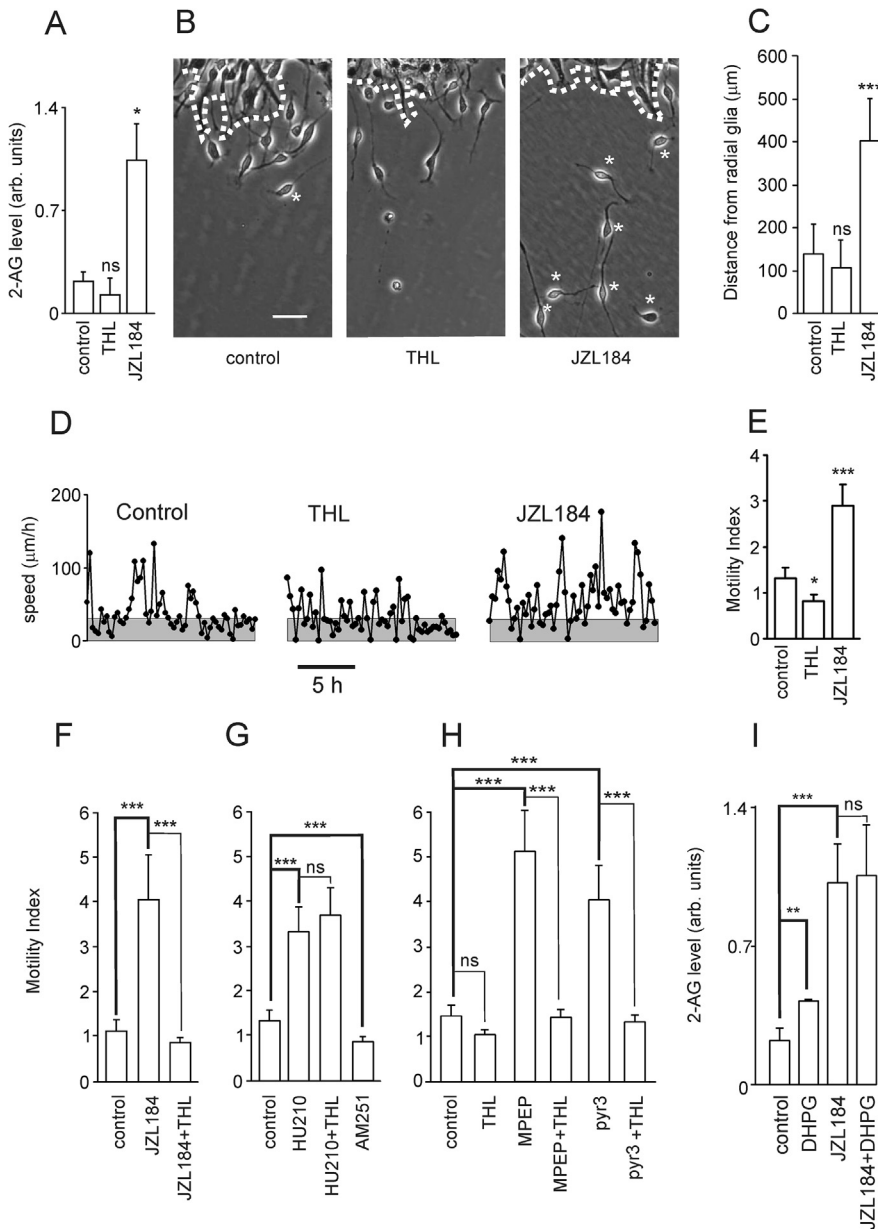 A
2-AG level (arb. units)
1.4
0.7
0
*
ns
control
THL
JZL184
B
*
* * * * * *
control
THL
JZL184
C
Distance from radial glia (μm)
600
500
400
300
200
100
0
***
ns
control
THL
JZL184
D
speed (μm/h)
200
100
0
Control
THL
JZL184
5 h
E
Motility Index
4
3
2
1
0
***
*
control
THL
JZL184
F
Motility Index
6
5
4
3
2
1
0
***
***
control
JZL184
JZL184+THL
G
6
5
4
3
2
1
0
***
***
ns
control
HU210
HU210+THL
AM251
H
6
5
4
3
2
1
0
***
***
***
***
ns
control
THL
MPEP
MPEP+THL
pyr3
pyr3 +THL
I
2-AG level (arb. units)
1.4
0.7
0
***
ns
**
control
DHPG
JZL184
JZL184+DHPG